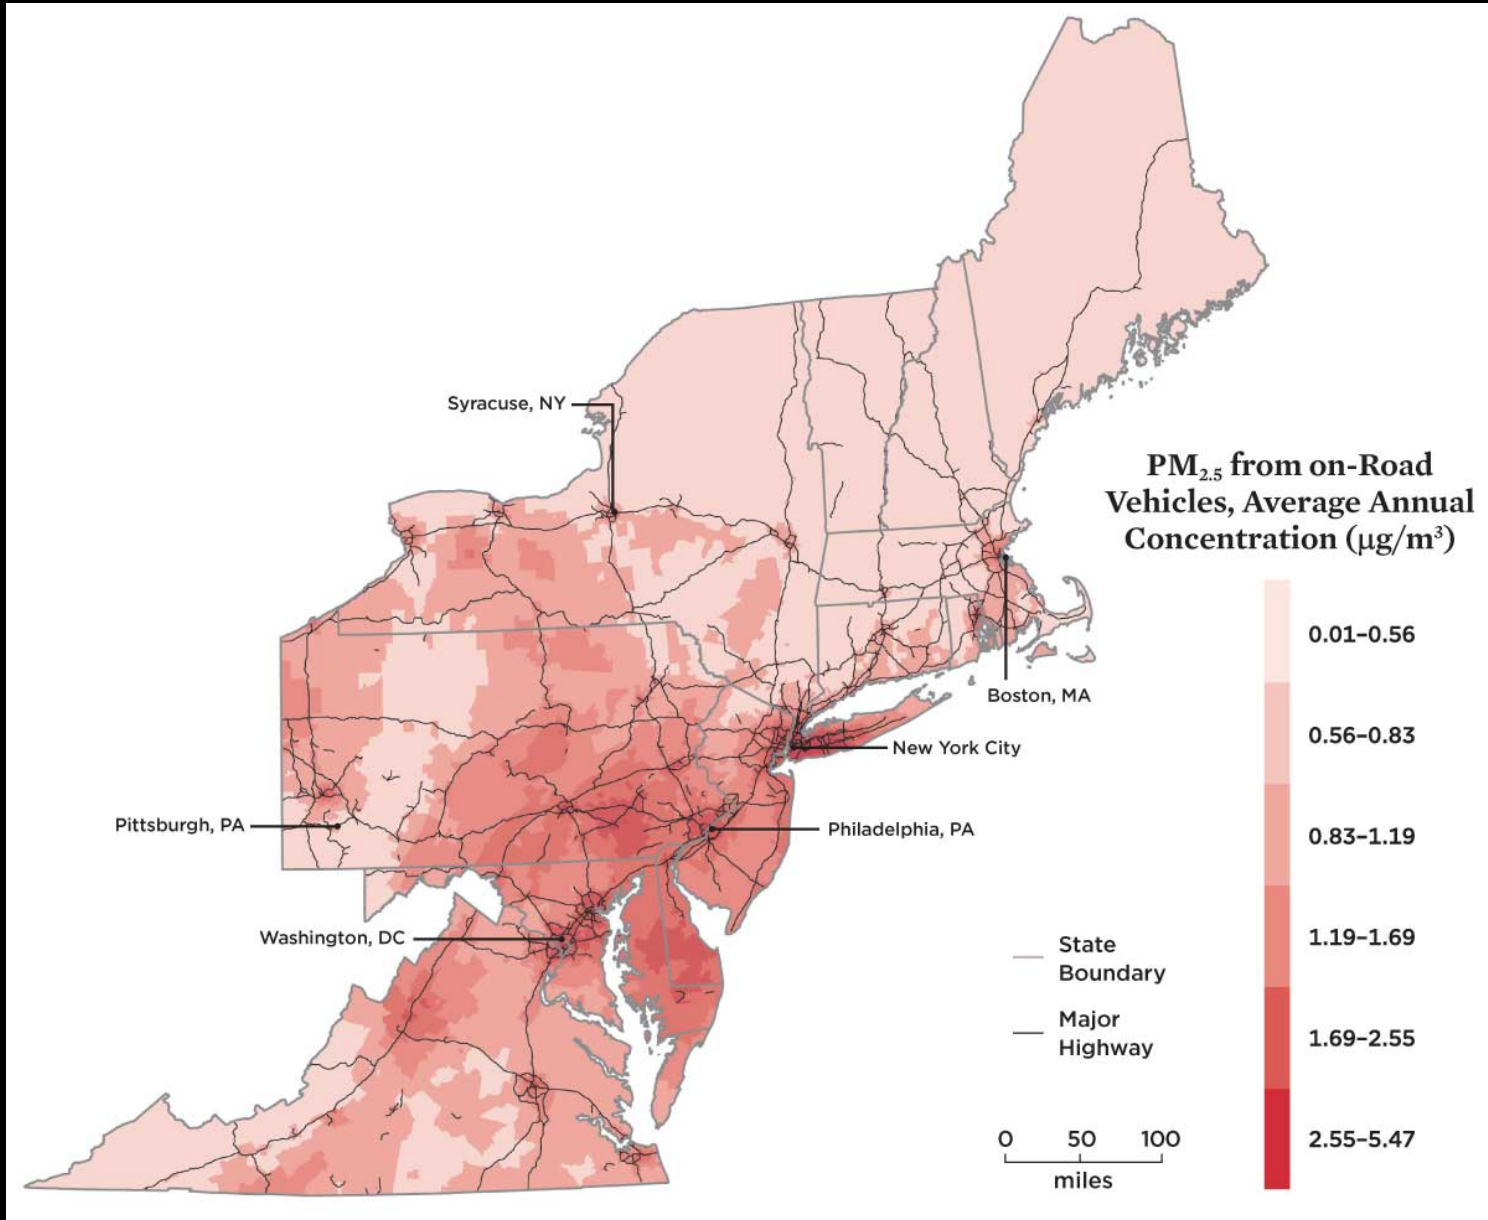 Syracuse, NY
PM2.5 from on-Road
Vehicles, Average Annual
Concentration (μg/m³)
0.01–0.56
Boston, MA
0.56–0.83
New York City
Pittsburgh, PA
Philadelphia, PA
0.83–1.19
Washington, DC
1.19–1.69
State
Boundary
Major
Highway
1.69–2.55
0 50 100
miles
2.55–5.47